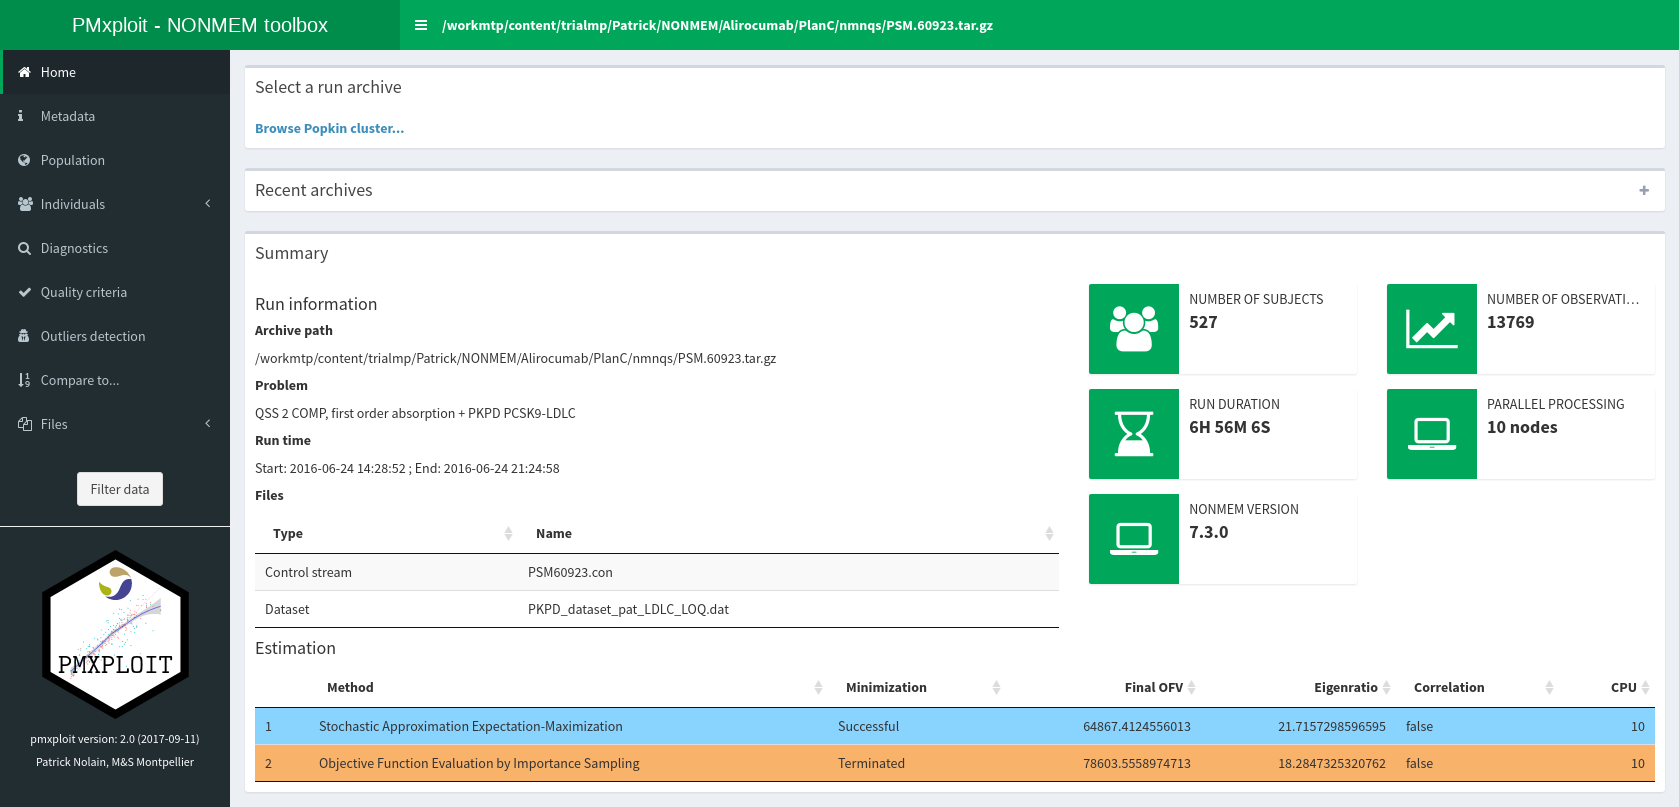 PMxploit - NONMEM toolbox
/workmtp/content/trialmp/Patrick/NONMEM/Alirocumab/PlanC/nmnqs/PSM.60923.tar.gz
Home
Metadata
Population
Individuals
Diagnostics
Quality criteria
Outliers detection
Compare to...
Files
Filter data
PMXPLOIT
pmxploit version: 2.0 (2017-09-11)
Patrick Nolain, M&S Montpellier
Select a run archive
Browse Popkin cluster...
Recent archives
Summary
Run information
Archive path
/workmtp/content/trialmp/Patrick/NONMEM/Alirocumab/PlanC/nmnqs/PSM.60923.tar.gz
Problem
QSS 2 COMP, first order absorption + PKPD PCSK9-LDLC
Run time
Start: 2016-06-24 14:28:52 ; End: 2016-06-24 21:24:58
Files
Type Name
Control stream PSM60923.con
Dataset PKPD_dataset_pat_LDLC_LOQ.dat
NUMBER OF SUBJECTS
527
NUMBER OF OBSERVATI...
13769
RUN DURATION
6H 56M 6S
PARALLEL PROCESSING
10 nodes
NONMEM VERSION
7.3.0
Estimation
Method Minimization Final OFV Eigenratio Correlation CPU
1 Stochastic Approximation Expectation-Maximization Successful 64867.4124556013 21.7157298596595 false 10
2 Objective Function Evaluation by Importance Sampling Terminated 78603.5558974713 18.2847325320762 false 10